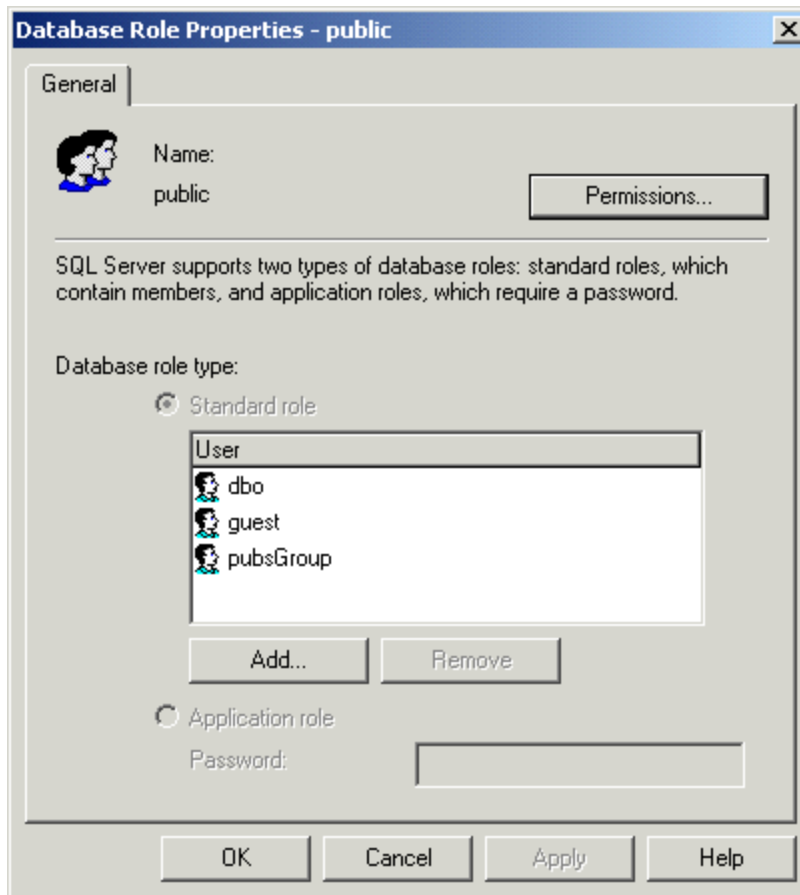 Database Role Properties - public
General
Name:
public
Permissions...
SQL Server supports two types of database roles: standard roles, which
contain members, and application roles, which require a password.
Database role type:
Standard role
User
dbo
guest
pubsGroup
Add...
Remove
Application role
Password:
OK
Cancel
Apply
Help